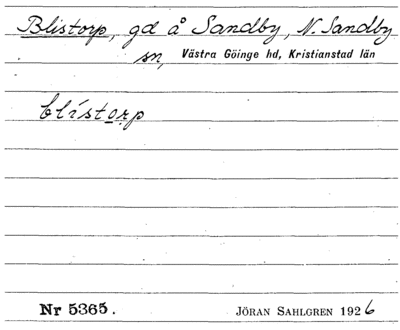 Blistorp, gd å Sandby, N. Sandby
sn, Västra Göinge hd, Kristianstad län
blístorp
Nr 5365. JÖRAN SAHLGREN 1926